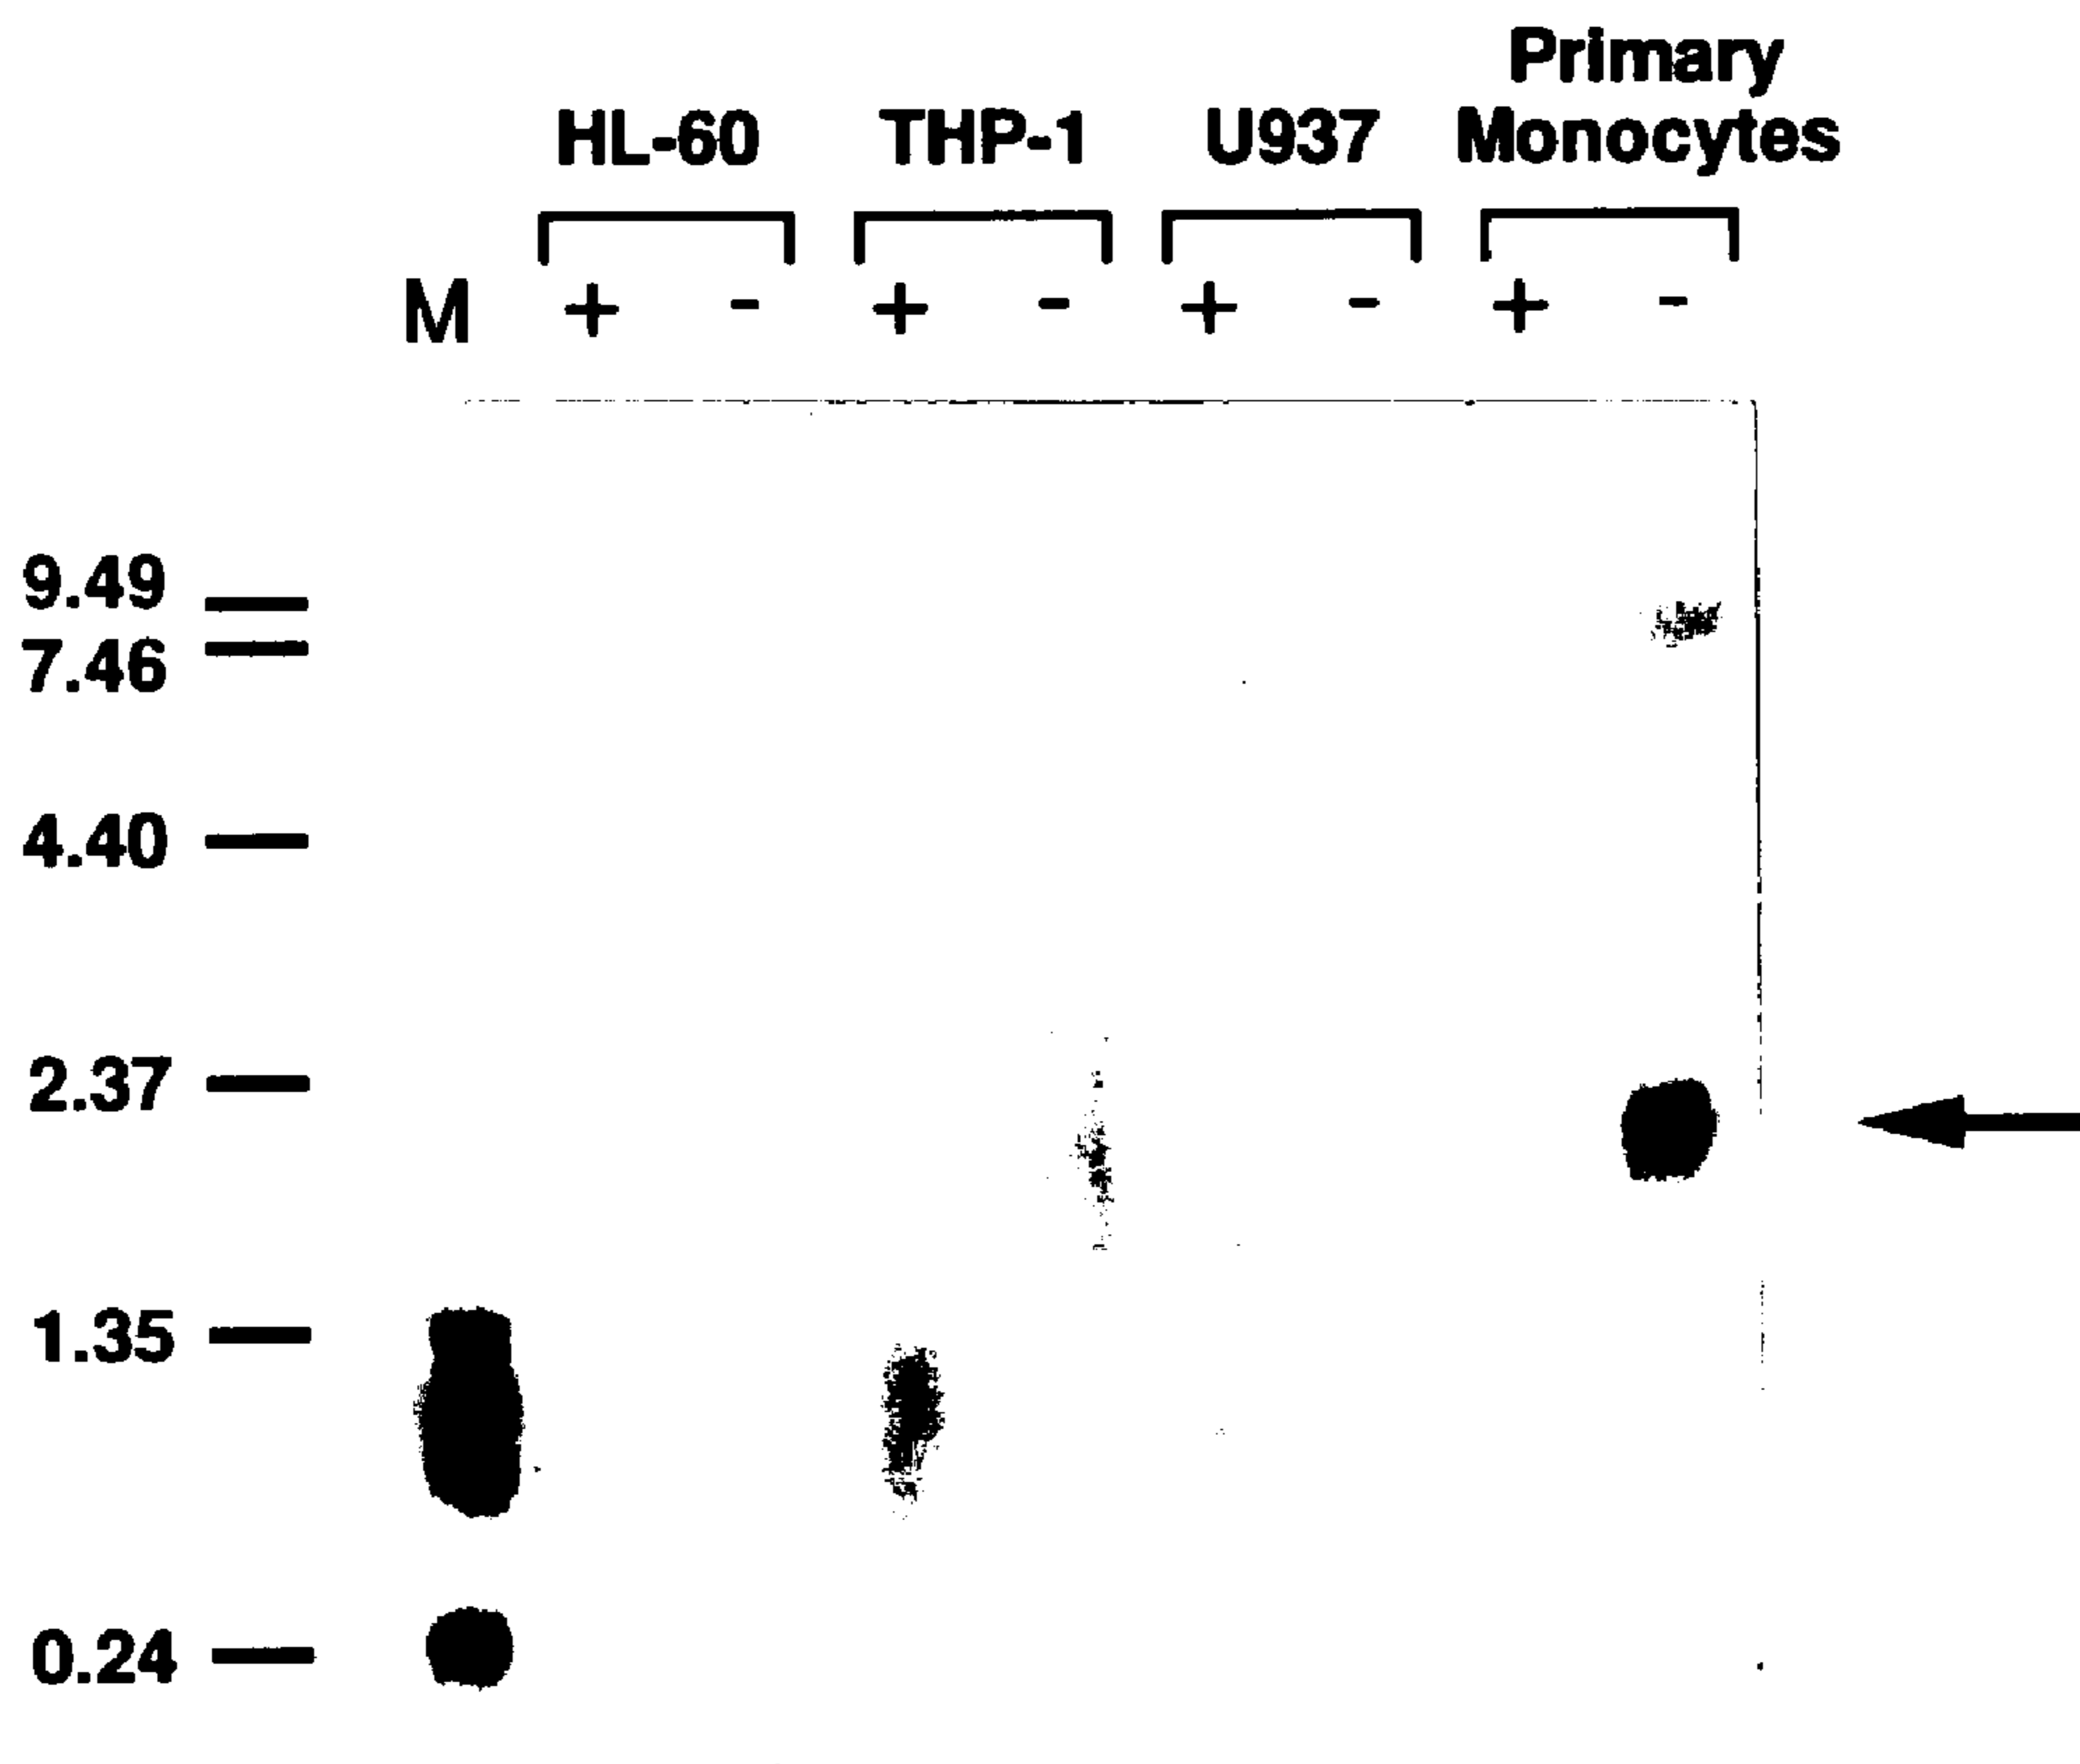 Primary
HL-60 THP-1 U937 Monocytes
M + - + - + - + -
9.49
7.46
4.40
2.37
1.35
0.24